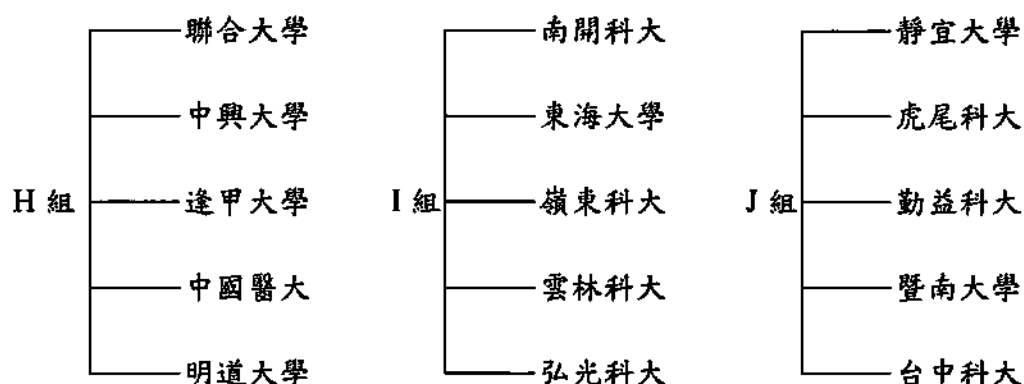 H組
聯合大學
中興大學
逢甲大學
中國醫大
明道大學
I組
南開科大
東海大學
嶺東科大
雲林科大
弘光科大
J組
靜宜大學
虎尾科大
勤益科大
暨南大學
台中科大